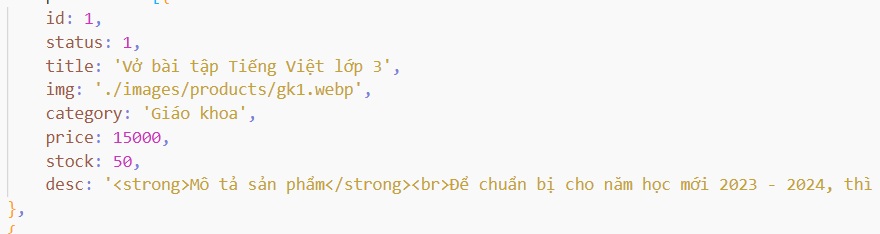 [{
id: 1,
status: 1,
title: 'Vở bài tập Tiếng Việt lớp 3',
img: './images/products/gk1.webp',
category: 'Giáo khoa',
price: 15000,
stock: 50,
desc: '<strong>Mô tả sản phẩm</strong><br>Để chuẩn bị cho năm học mới 2023 - 2024, thì
},
{